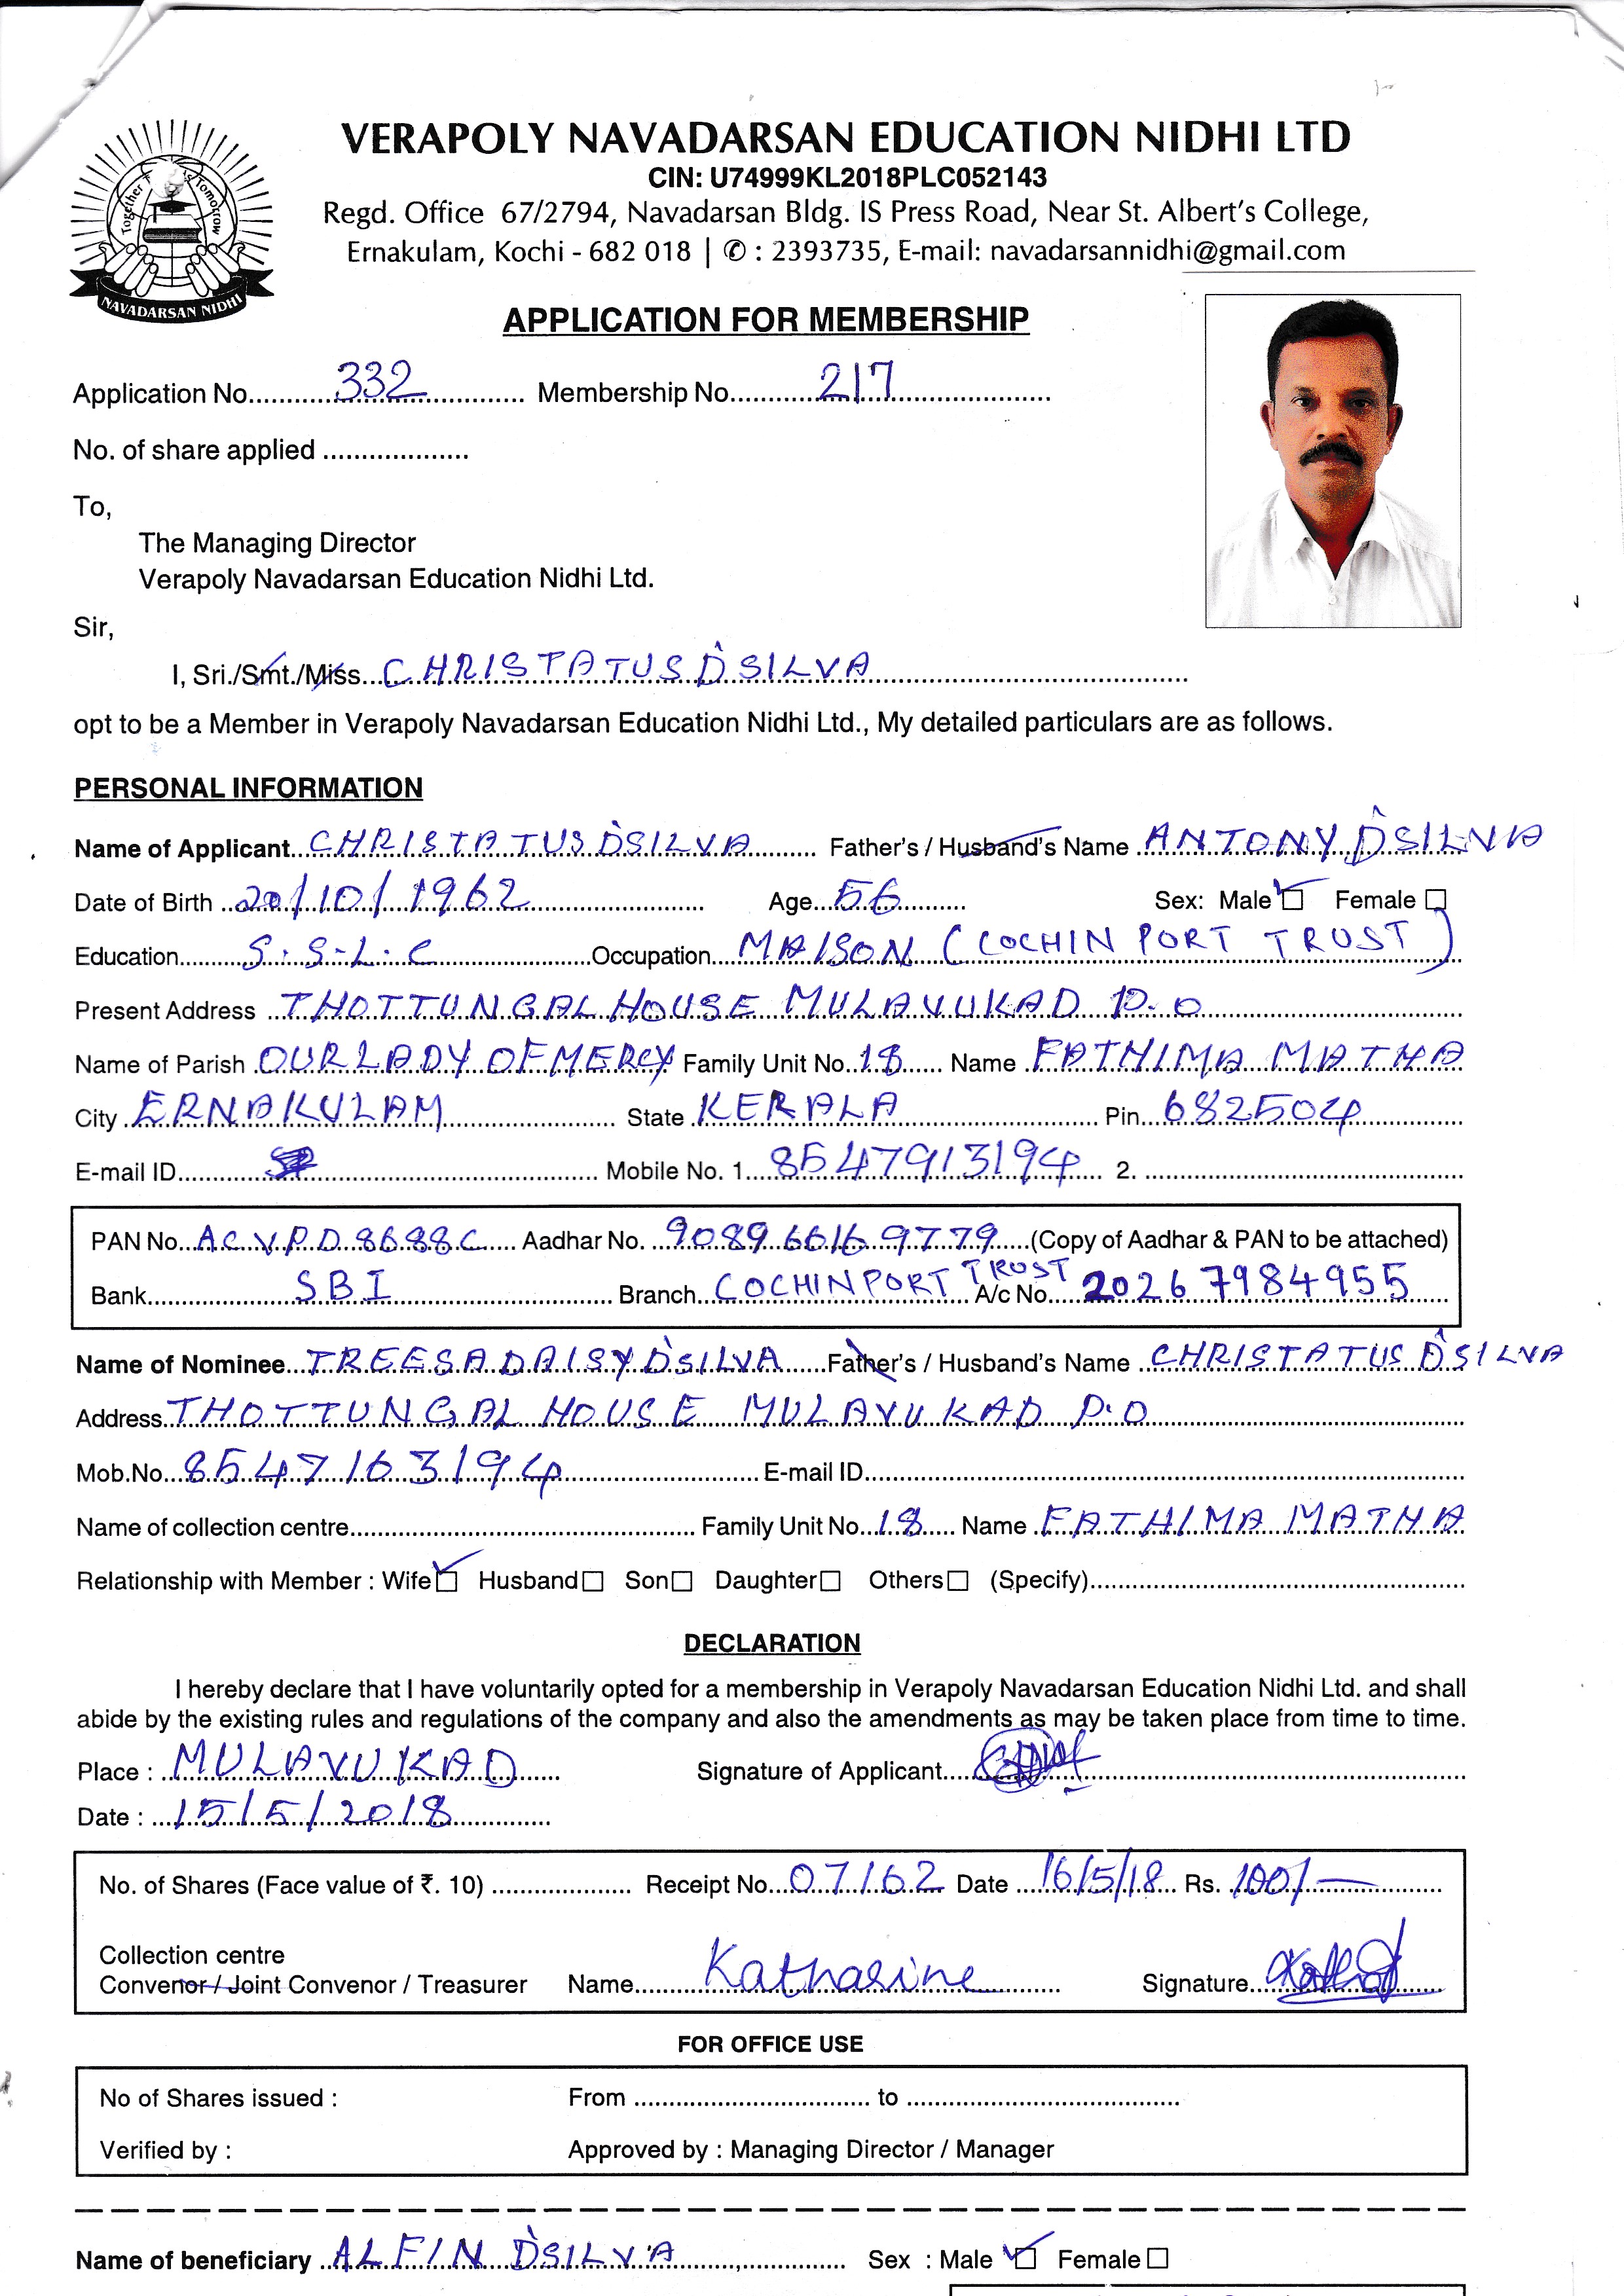 VERAPOLY NAVADARSAN EDUCATION NIDHI LTD
CIN: U74999KL2018PLC052143
Regd. Office 67/2794, Navadarsan Bldg. IS Press Road, Near St. Albert's College,
Ernakulam, Kochi - 682 018 | ✆ : 2393735, E-mail: navadarsannidhi@gmail.com
Together Tomorrow
NAVADARSAN NIDHI
APPLICATION FOR MEMBERSHIP
Application No. 332 Membership No. 217
No. of share applied
To,
The Managing Director
Verapoly Navadarsan Education Nidhi Ltd.
Sir,
I, Sri./Smt./Miss. CHRISTATUS D'SILVA
opt to be a Member in Verapoly Navadarsan Education Nidhi Ltd., My detailed particulars are as follows.
PERSONAL INFORMATION
Name of Applicant CHRISTATUS D'SILVA Father's / Husband's Name ANTONY D'SILVA
Date of Birth 20/10/1962 Age 56 Sex: Male ☑ Female ☐
Education S.S.L.C Occupation MAISON (COCHIN PORT TRUST)
Present Address THOTTUNGAL HOUSE MULAVUKAD P.O
Name of Parish OUR LADY OF MERCY Family Unit No. 18 Name FATHIMA MATHA
City ERNAKULAM State KERALA Pin 682504
E-mail ID Mobile No. 1. 8547913194 2.
PAN No. ACVPD8688C Aadhar No. 9089 6616 9779 (Copy of Aadhar & PAN to be attached)
Bank SBI Branch COCHIN PORT TRUST A/c No. 20267984955
Name of Nominee TREESA DAISY D'SILVA Father's / Husband's Name CHRISTATUS D'SILVA
Address THOTTUNGAL HOUSE MULAVUKAD P.O
Mob.No. 8547163194 E-mail ID
Name of collection centre Family Unit No. 18 Name FATHIMA MATHA
Relationship with Member : Wife ☑ Husband ☐ Son ☐ Daughter ☐ Others ☐ (Specify)
DECLARATION
I hereby declare that I have voluntarily opted for a membership in Verapoly Navadarsan Education Nidhi Ltd. and shall
abide by the existing rules and regulations of the company and also the amendments as may be taken place from time to time.
Place : MULAVUKAD Signature of Applicant
Date : 15/5/2018
No. of Shares (Face value of ₹. 10) Receipt No. 07162 Date 16/5/18 Rs. 100/-
Collection centre
Convenor / Joint Convenor / Treasurer Name Katharine Signature
FOR OFFICE USE
No of Shares issued : From to
Verified by : Approved by : Managing Director / Manager
Name of beneficiary ALFIN D'SILVA Sex : Male ☑ Female ☐